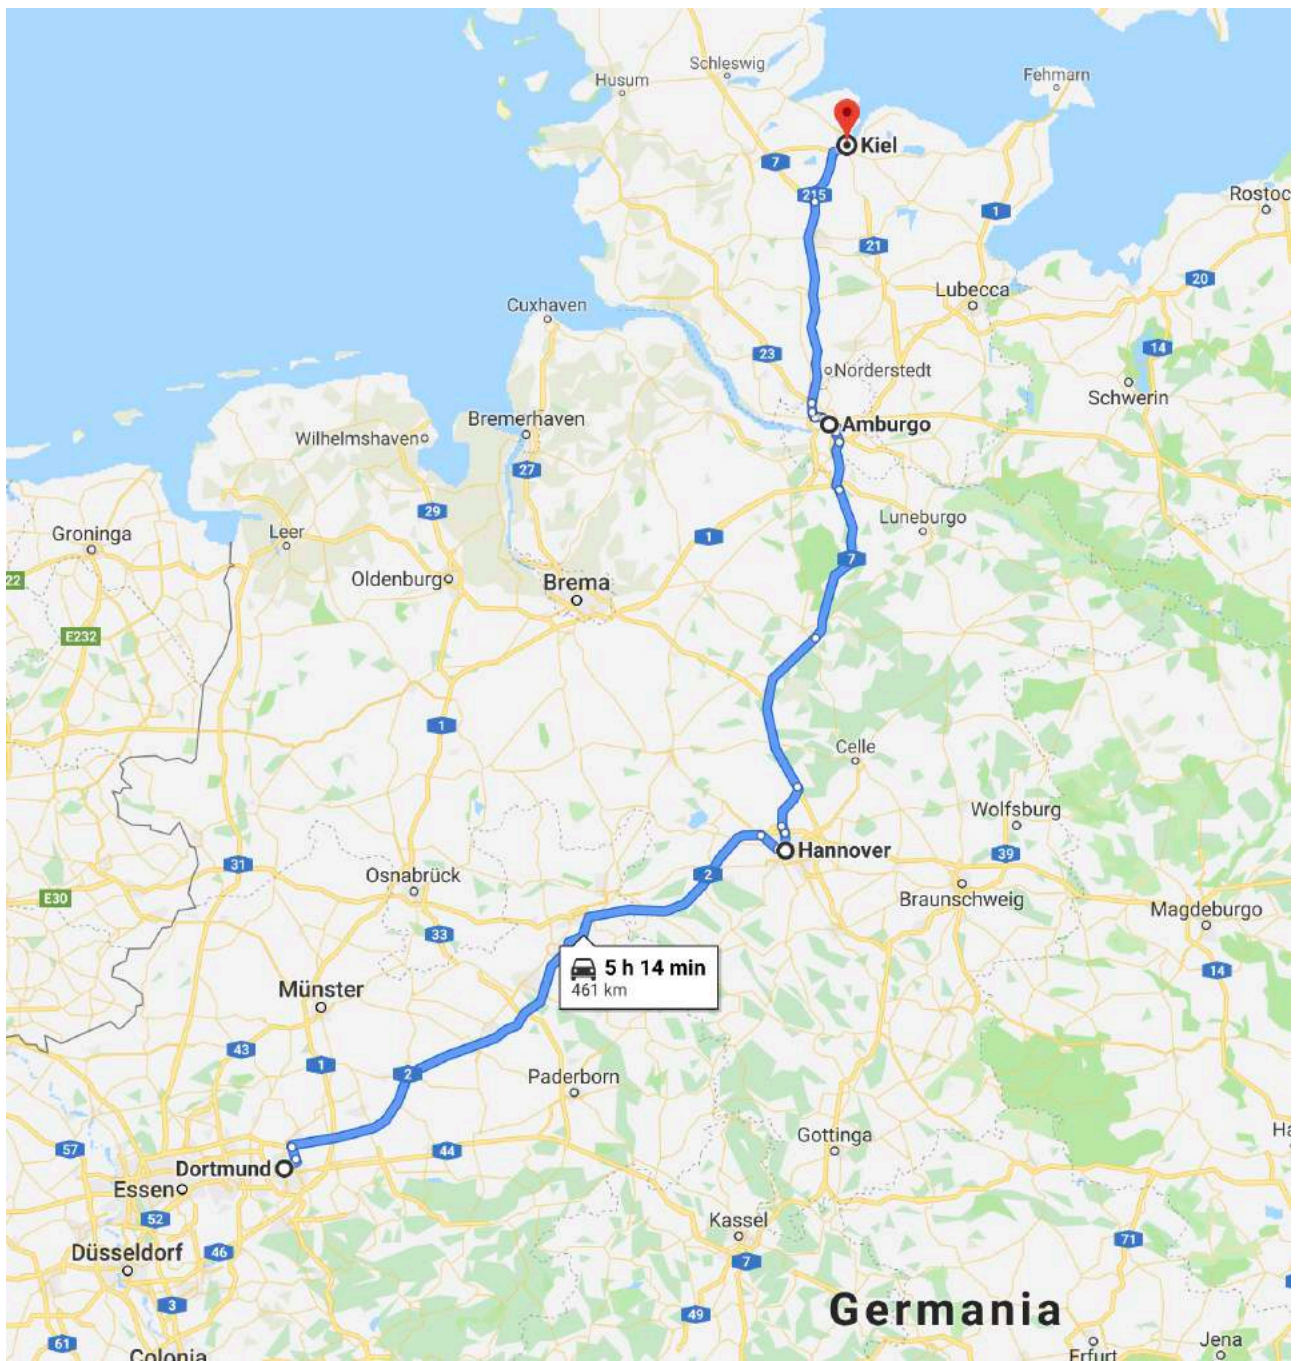 Schleswig
Husum
Fehmarn
Kiel
7
215
1
Rostoc
21
20
Lubecca
Cuxhaven
23
14
Norderstedt
Schwerin
Bremerhaven
Amburgo
Wilhelmshaven
27
29
Luneburgo
Groninga
Leer
1
7
Oldenburg
Brema
22
E232
1
Celle
Wolfsburg
Hannover
39
31
Osnabrück
2
Braunschweig
E30
Magdeburgo
33
5 h 14 min
461 km
14
Münster
43
1
2
Paderborn
Gottinga
Ha
57
44
Dortmund
Essen
52
Kassel
46
71
Düsseldorf
7
3
49
Germania
61
Colonia
Erfurt
Jena